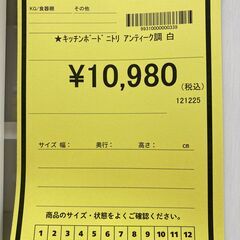 KG/食器棚 その他
99310000000338
★キッチンボード ニトリ アンティーク調 白
¥10,980
(税込)
121225
サイズ 幅: 奥行: 高さ: cm
商品のサイズ・状態をよくご確認ください。
1 2 3 4 5 6 7 8 9 10 11 12